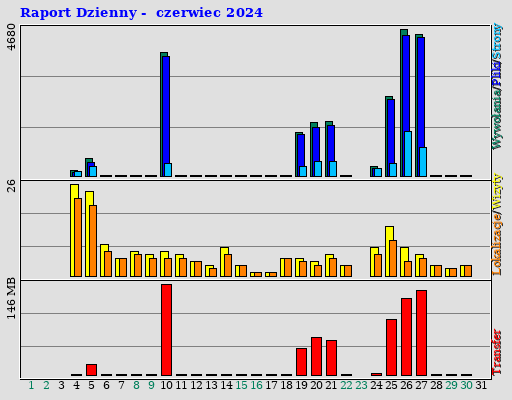 Raport Dzienny -  czerwiec 2024
4680
Wywołania/Pliki/Strony
26
Lokalizacje/Wizyty
146 MB
Transfer
1 2 3 4 5 6 7 8 9 10 11 12 13 14 15 16 17 18 19 20 21 22 23 24 25 26 27 28 29 30 31